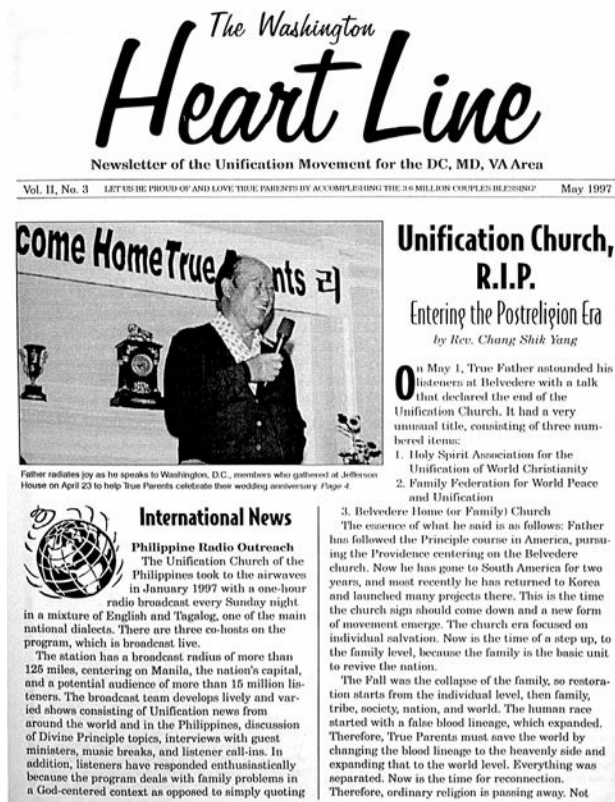 The Washington
Heart Line
Newsletter of the Unification Movement for the DC, MD, VA Area
Vol. II, No. 3 LET US BE PROUD OF AND LOVE TRUE PARENTS BY ACCOMPLISHING THE 3.6 MILLION COUPLES BLESSING! May 1997
come Home True Parents 리
Father radiates joy as he speaks to Washington, D.C., members who gathered at Jefferson
House on April 23 to help True Parents celebrate their wedding anniversary. Page 4.
International News
Philippine Radio Outreach
The Unification Church of the
Philippines took to the airwaves
in January 1997 with a one-hour
radio broadcast every Sunday night
in a mixture of English and Tagalog, one of the main
national dialects. There are three co-hosts on the
program, which is broadcast live.
The station has a broadcast radius of more than
125 miles, centering on Manila, the nation's capital,
and a potential audience of more than 15 million lis-
teners. The broadcast team develops lively and var-
ied shows consisting of Unification news from
around the world and in the Philippines, discussion
of Divine Principle topics, interviews with guest
ministers, music breaks, and listener call-ins. In
addition, listeners have responded enthusiastically
because the program deals with family problems in
a God-centered context as opposed to simply quoting
Unification Church,
R.I.P.
Entering the Postreligion Era
by Rev. Chang Shik Yang
On May 1, True Father astounded his
listeners at Belvedere with a talk
that declared the end of the
Unification Church. It had a very
unusual title, consisting of three num-
bered items:
1. Holy Spirit Association for the
Unification of World Christianity
2. Family Federation for World Peace
and Unification
3. Belvedere Home (or Family) Church
The essence of what he said is as follows: Father
has followed the Principle course in America, pursu-
ing the Providence centering on the Belvedere
church. Now he has gone to South America for two
years, and most recently he has returned to Korea
and launched many projects there. This is the time
the church sign should come down and a new form
of movement emerge. The church era focused on
individual salvation. Now is the time of a step up, to
the family level, because the family is the basic unit
to revive the nation.
The Fall was the collapse of the family, so restora-
tion starts from the individual level, then family,
tribe, society, nation, and world. The human race
started with a false blood lineage, which expanded.
Therefore, True Parents must save the world by
changing the blood lineage to the heavenly side and
expanding that to the world level. Everything was
separated. Now is the time for reconnection.
Therefore, ordinary religion is passing away. Not